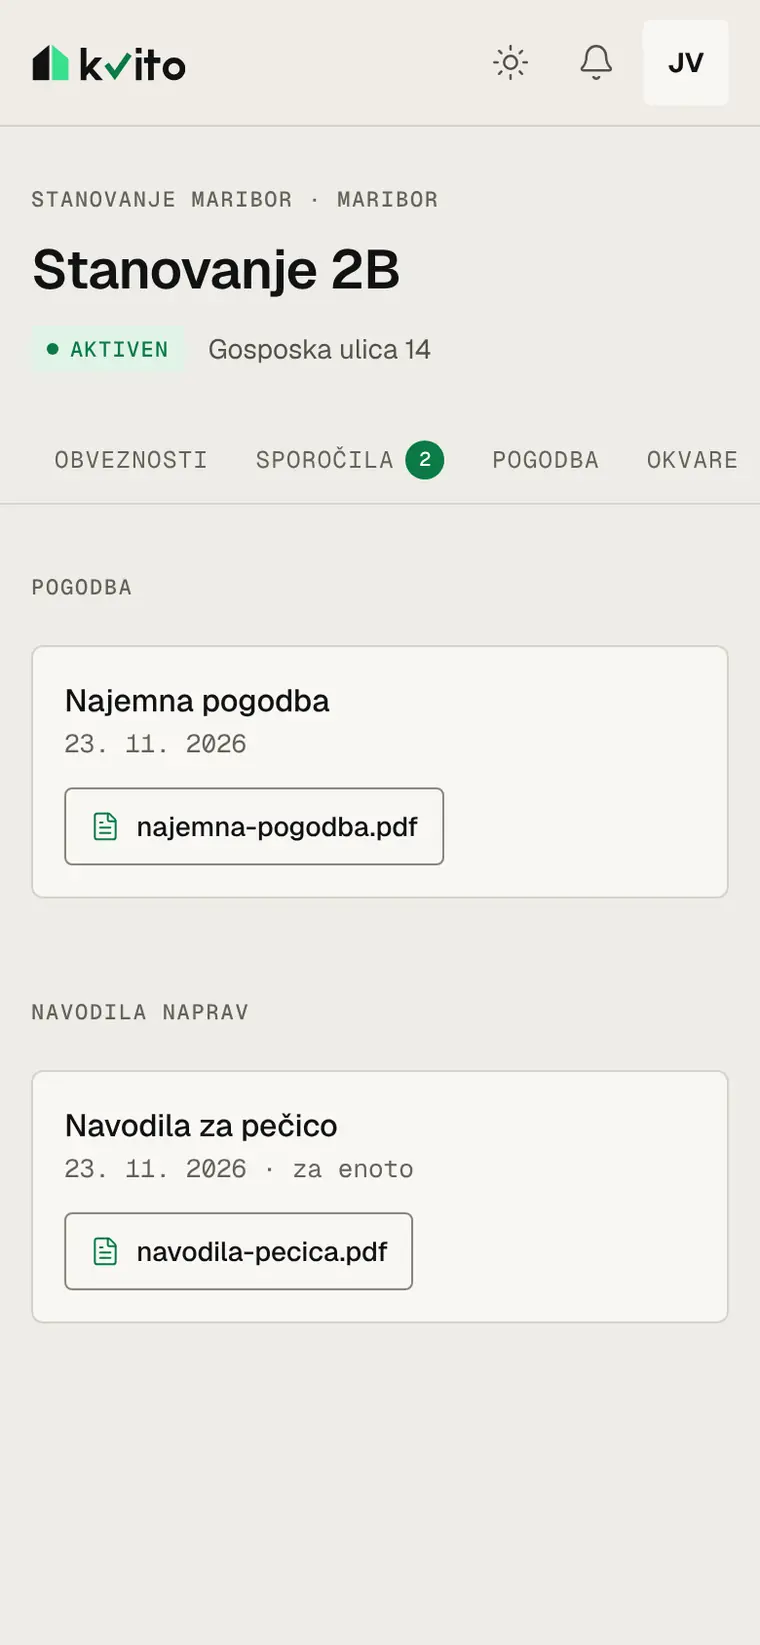 kvito
JV
STANOVANJE MARIBOR · MARIBOR
Stanovanje 2B
AKTIVEN
Gosposka ulica 14
OBVEZNOSTI SPOROČILA 2 POGODBA OKVARE
POGODBA
Najemna pogodba
23. 11. 2026
najemna-pogodba.pdf
NAVODILA NAPRAV
Navodila za pečico
23. 11. 2026 · za enoto
navodila-pecica.pdf